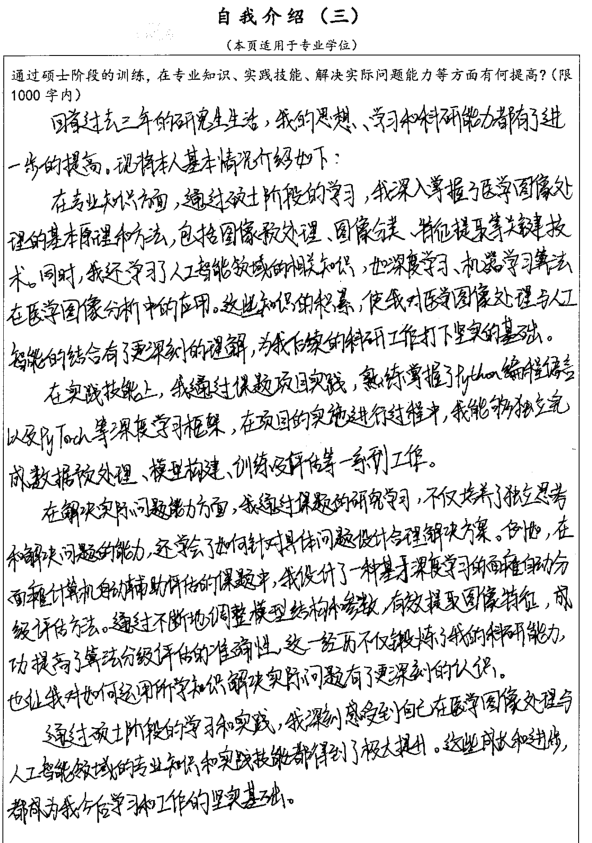 自我介绍（三）
（本页适用于专业学位）
通过硕士阶段的训练，在专业知识、实践技能、解决实际问题能力等方面有何提高？（限
1000 字内）
回首过去三年的研究生生活，我的思想、学习和科研能力都有了进
一步的提高。现将本人基本情况介绍如下：
在专业知识方面，通过硕士阶段的学习，我深入掌握了医学图像处
理的基本原理和方法，包括图像预处理、图像分类、特征提取等关键技
术。同时，我还学习了人工智能领域的相关知识，如深度学习、机器学习算法
在医学图像分析中的应用。这些知识的积累，使我对医学图像处理与人工
智能的结合有了更深刻的理解，为我后续的科研工作打下坚实的基础。
在实践技能上，我通过课题项目实践，熟练掌握了Python编程语言
以及PyToch等深度学习框架，在项目的实施进行过程中，我能够独立完
成数据预处理、模型构建、训练及评估等一系列工作。
在解决实际问题能力方面，我通过课题的研究学习，不仅培养了独立思考
和解决问题的能力，还学会了如何针对具体问题设计合理解决方案。例如，在
面瘫计算机自动辅助评估的课题中，我设计了一种基于深度学习的面瘫自动分
级评估方法。通过不断地调整模型结构和参数，有效提取图像特征，成
功提高了算法分级评估的准确性。这一经历不仅锻炼了我的科研能力，
也让我对如何运用所学知识解决实际问题有了更深刻的认识。
通过硕士阶段的学习和实践，我深刻感受到自己在医学图像处理与
人工智能领域的专业知识和实践技能都得到了极大提升。这些成长和进步，
都成为我今后学习和工作的坚实基石。